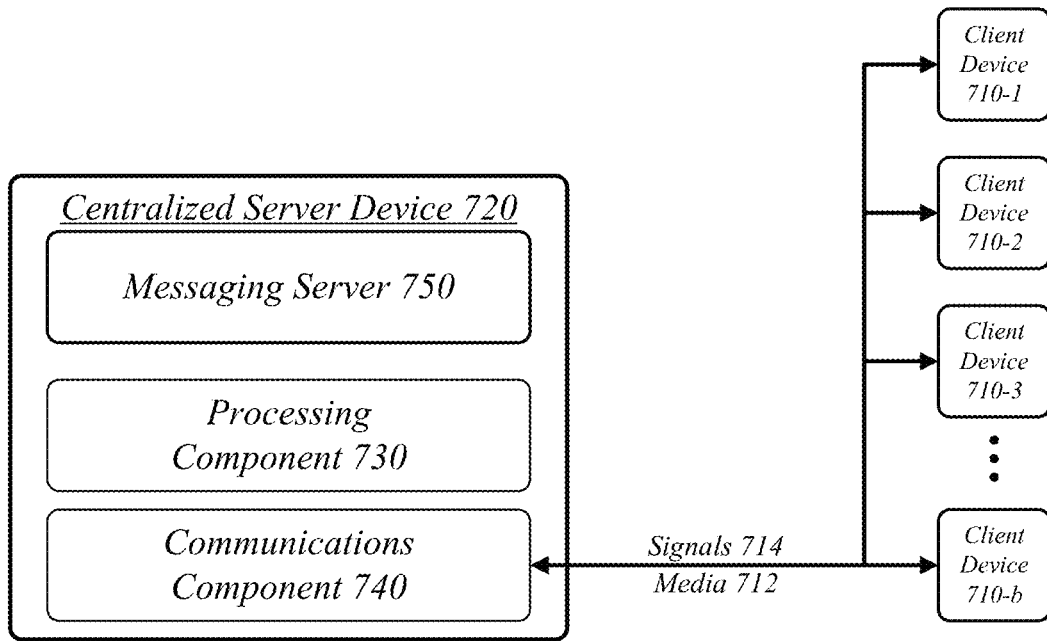 Centralized Server Device 720
Messaging Server 750
Processing
Component 730
Communications
Component 740
Signals 714
Media 712
Client
Device
710-1
Client
Device
710-2
Client
Device
710-3
Client
Device
710-b